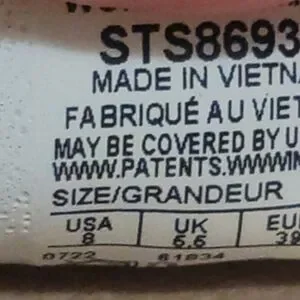 STS8693
MADE IN VIETNA
FABRIQUÉ AU VIET
MAY BE COVERED BY U
WWW.PATENTS.WWWIN
SIZE/GRANDEUR
USA UK EU
8 6.5 39
0722 61834